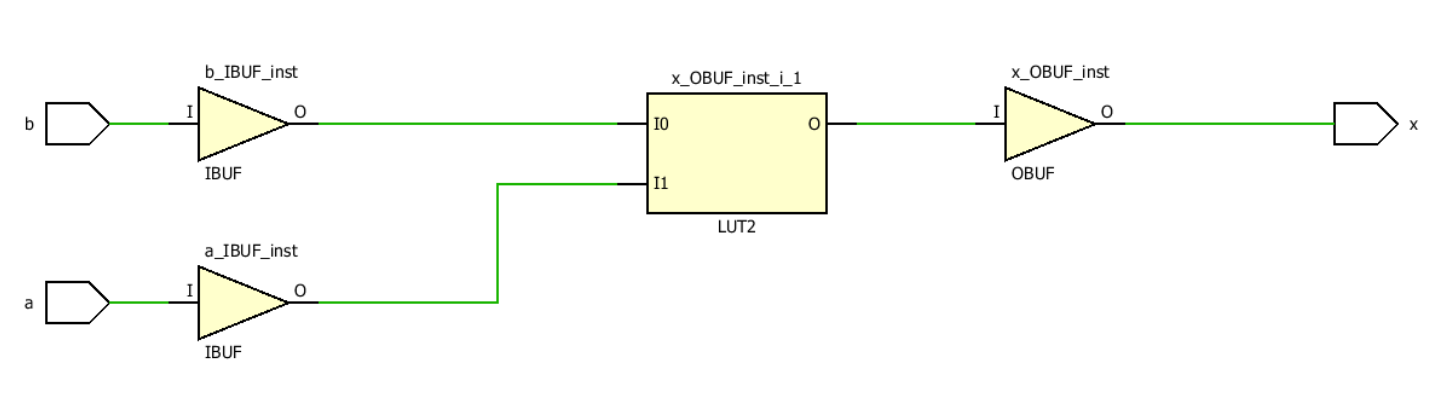 b_IBUF_inst
x_OBUF_inst_i_1
x_OBUF_inst
b
I
O
I0
O
I
O
x
IBUF
I1
OBUF
LUT2
a_IBUF_inst
a
I
O
IBUF